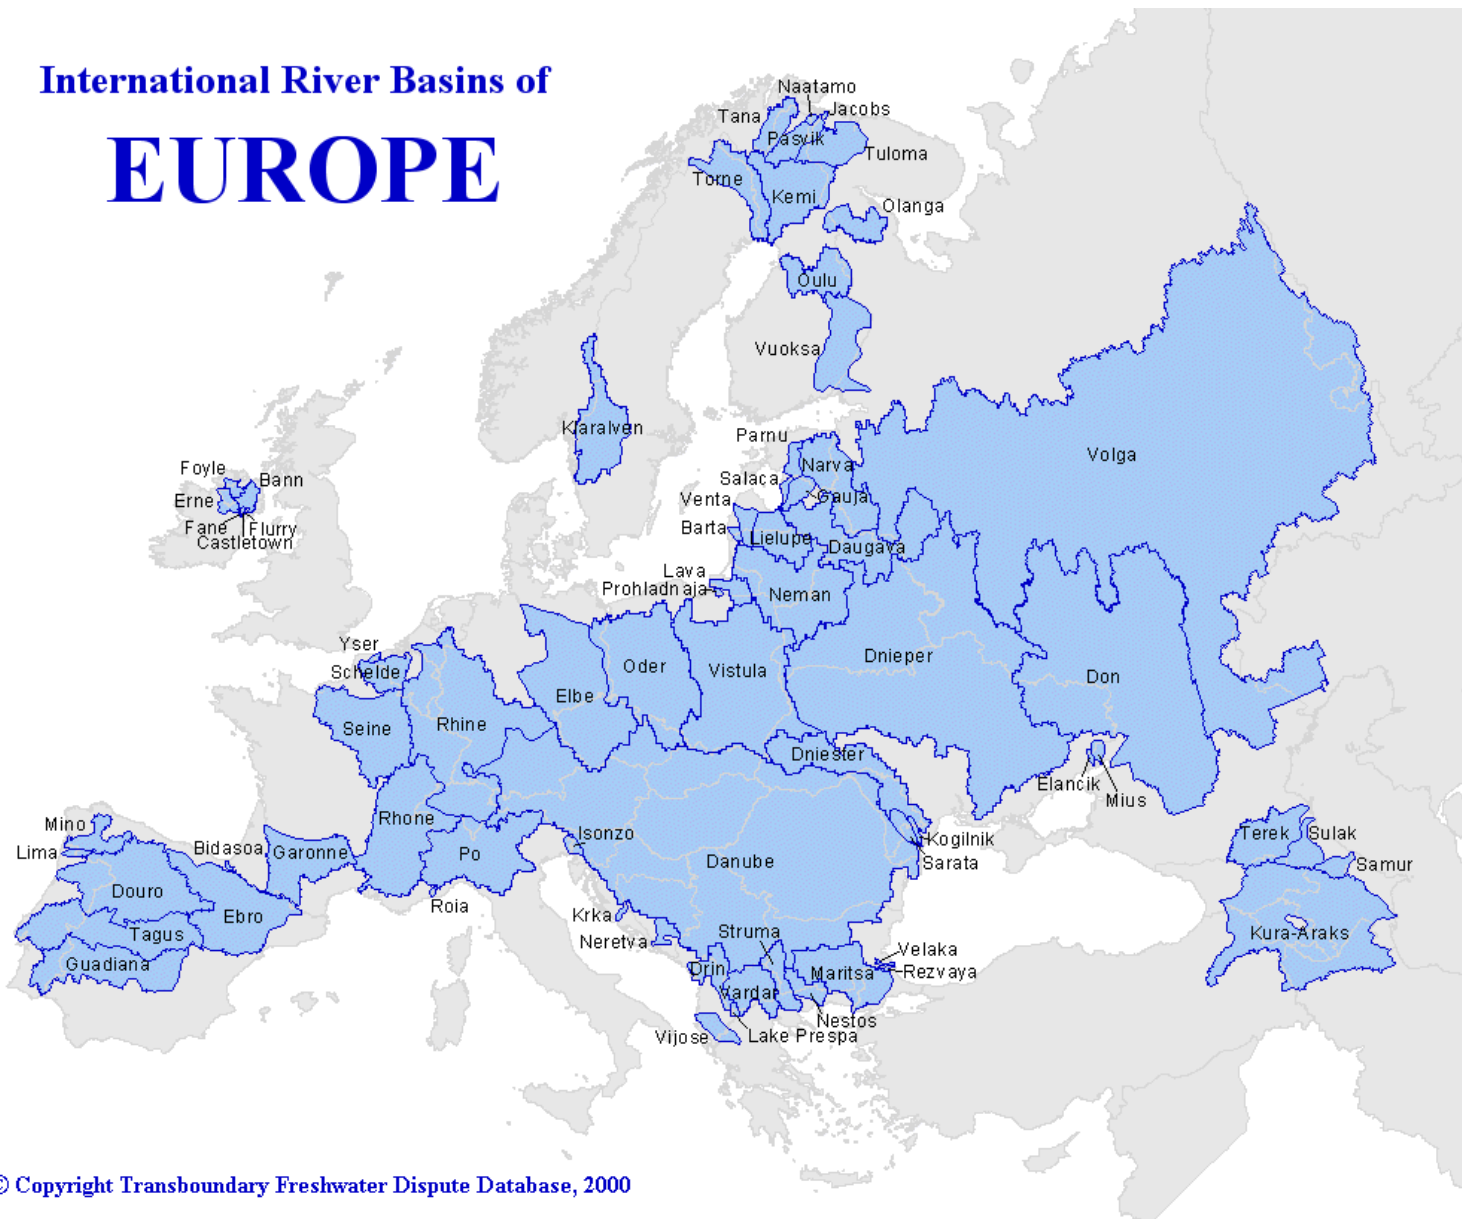 International River Basins of
EUROPE
Naatamo
Jacobs
Tana
Pasvik
Tuloma
Torne
Kemi
Olanga
Oulu
Vuoksa
Klaralven
Parnu
Narva
Volga
Salaca
Gauja
Venta
Barta
Lielupe
Daugava
Foyle
Bann
Erne
Fane
Flurry
Castletown
Lava
Prohladnaja
Neman
Yser
Schelde
Oder
Vistula
Dnieper
Don
Elbe
Seine
Rhine
Dniester
Elancik
Mius
Mino
Rhone
Isonzo
Kogilnik
Terek
Sulak
Lima
Bidasoa
Garonne
Po
Danube
Sarata
Samur
Douro
Ebro
Roia
Krka
Tagus
Struma
Kura-Araks
Neretva
Velaka
Guadiana
Drin
Maritsa
Rezvaya
Vardar
Nestos
Vijose
Lake Prespa
© Copyright Transboundary Freshwater Dispute Database, 2000